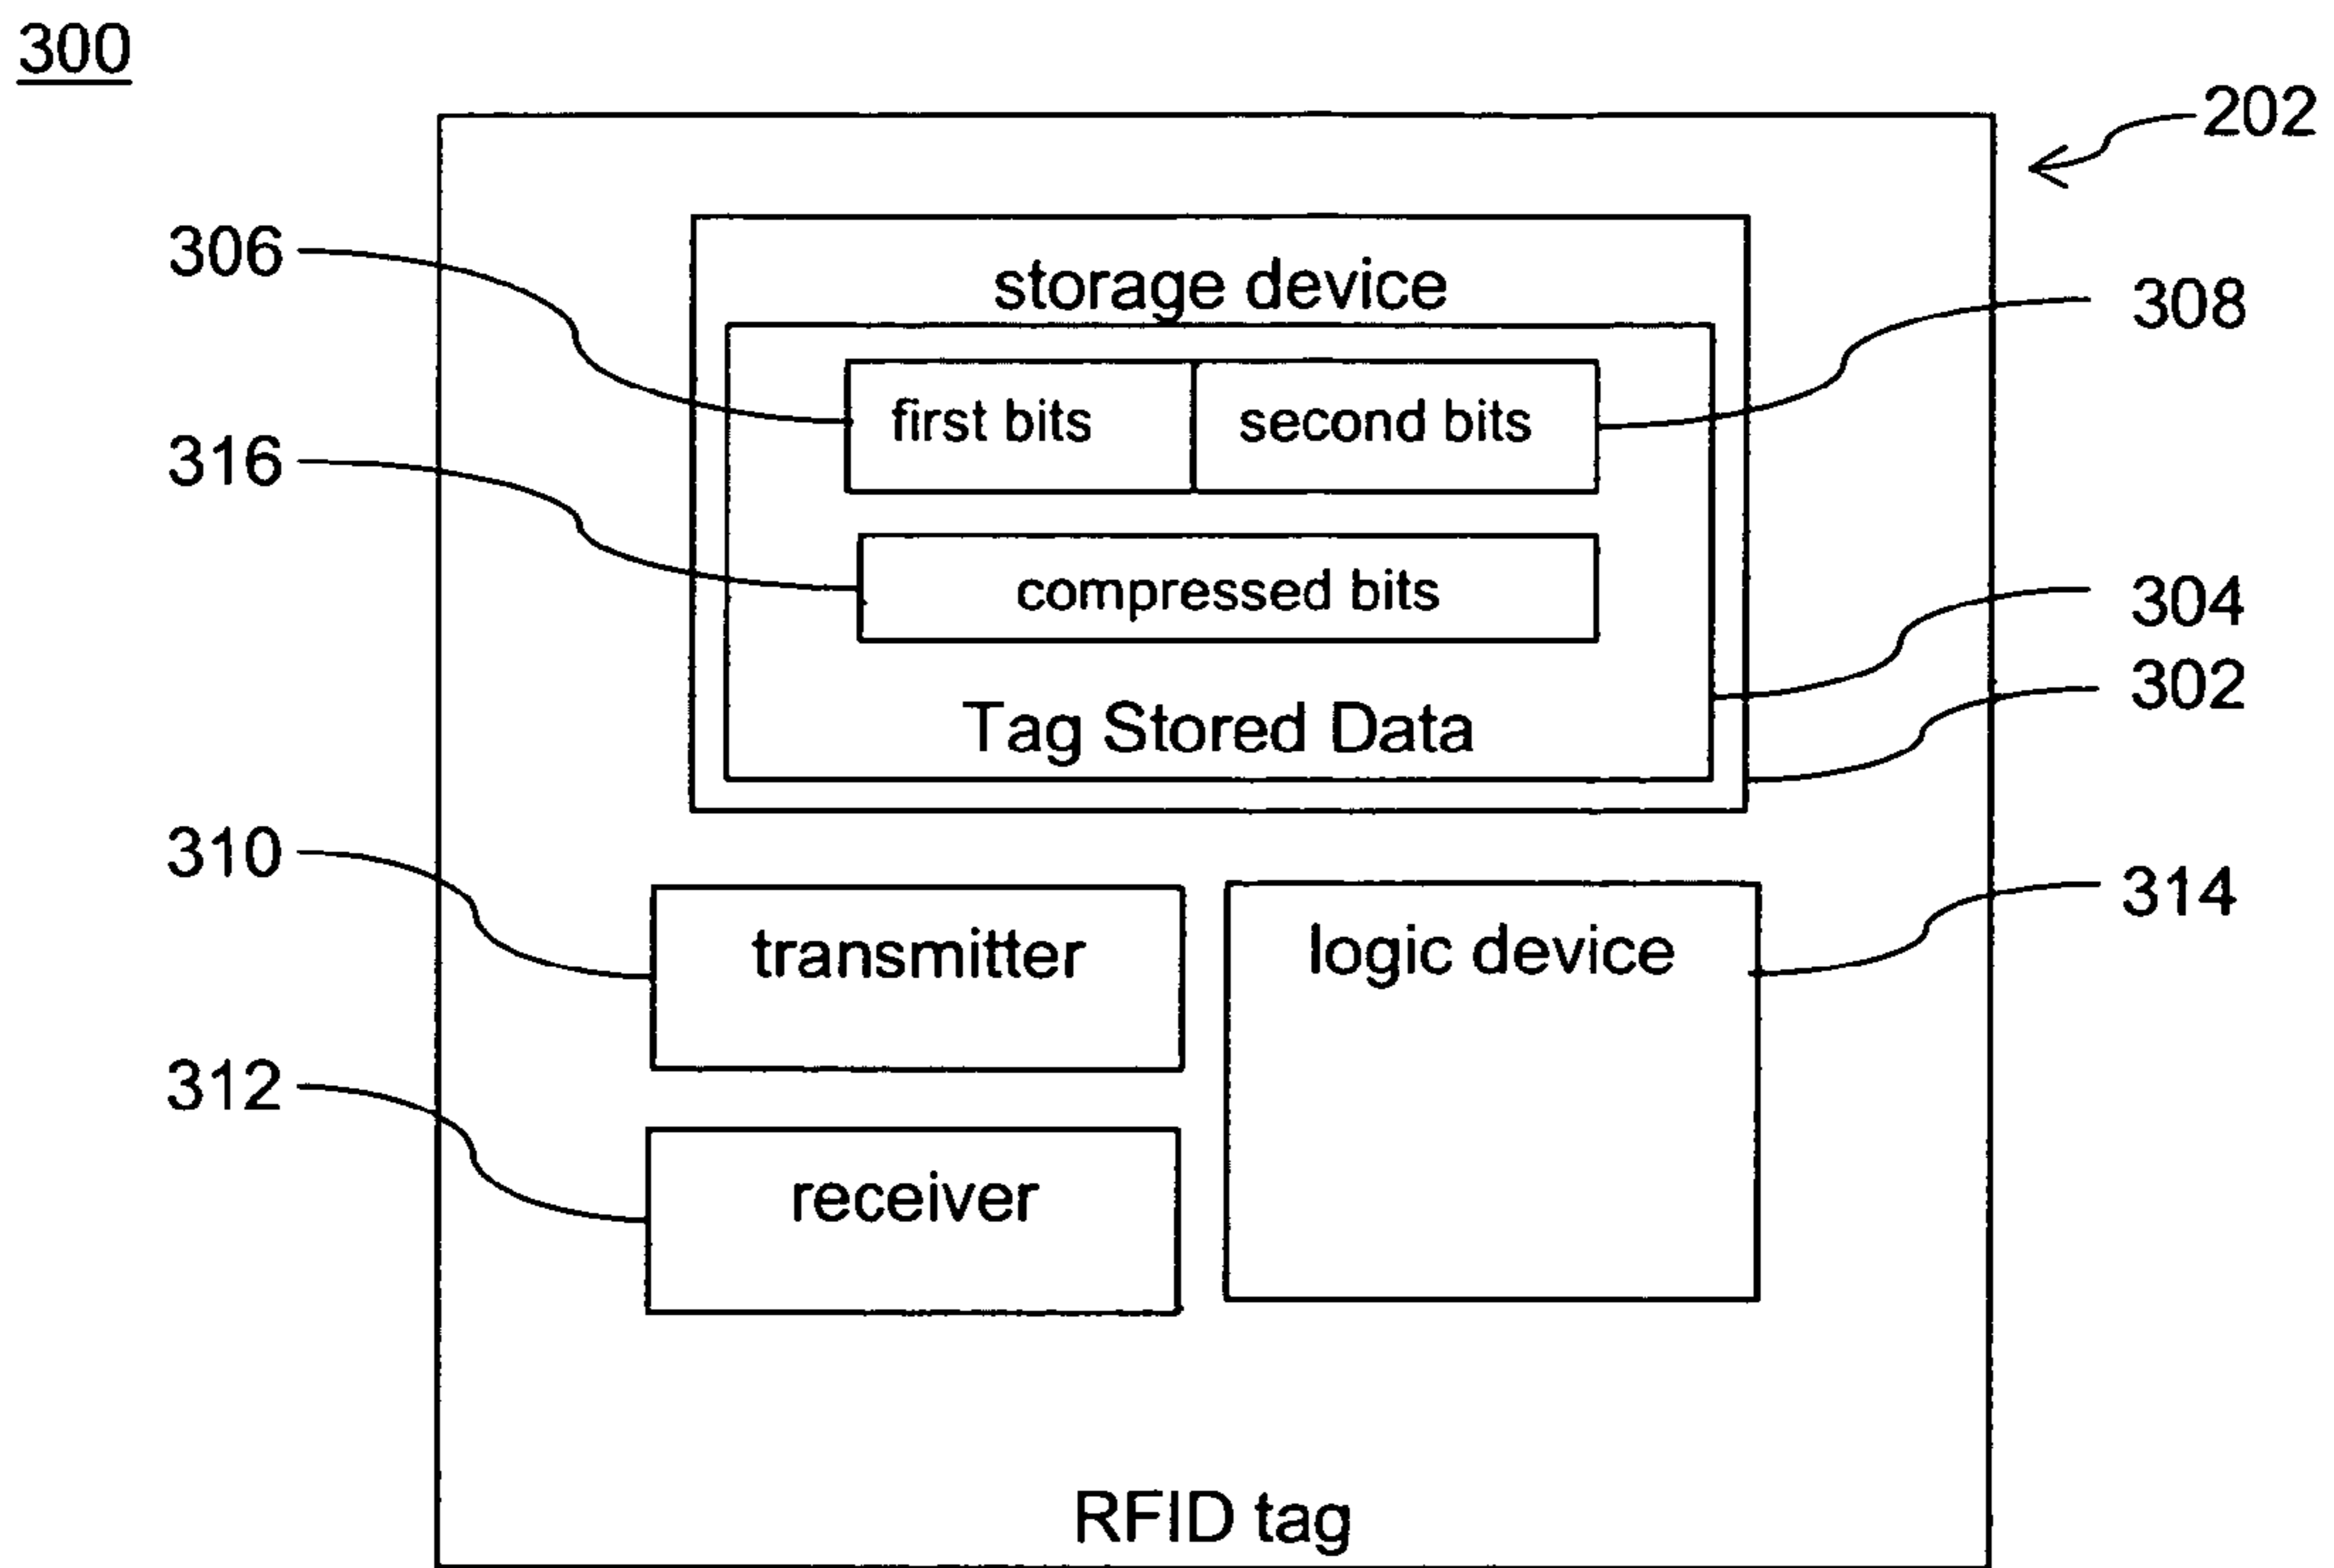 300
202
306
storage device
308
first bits
second bits
316
compressed bits
304
302
Tag Stored Data
310
314
transmitter
logic device
312
receiver
RFID tag